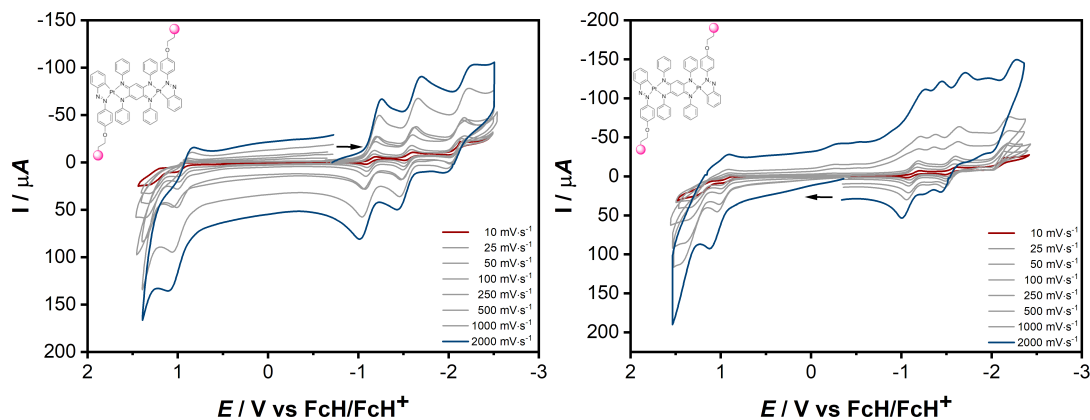 -150
-100
-50
0
50
100
150
200
I / µA
2
1
0
-1
-2
-3
E / V vs FcH/FcH⁺
10 mV·s⁻¹
25 mV·s⁻¹
50 mV·s⁻¹
100 mV·s⁻¹
250 mV·s⁻¹
500 mV·s⁻¹
1000 mV·s⁻¹
2000 mV·s⁻¹
-200
-150
-100
-50
0
50
100
150
200
I / µA
2
1
0
-1
-2
-3
E / V vs FcH/FcH⁺
10 mV·s⁻¹
25 mV·s⁻¹
50 mV·s⁻¹
100 mV·s⁻¹
250 mV·s⁻¹
500 mV·s⁻¹
1000 mV·s⁻¹
2000 mV·s⁻¹